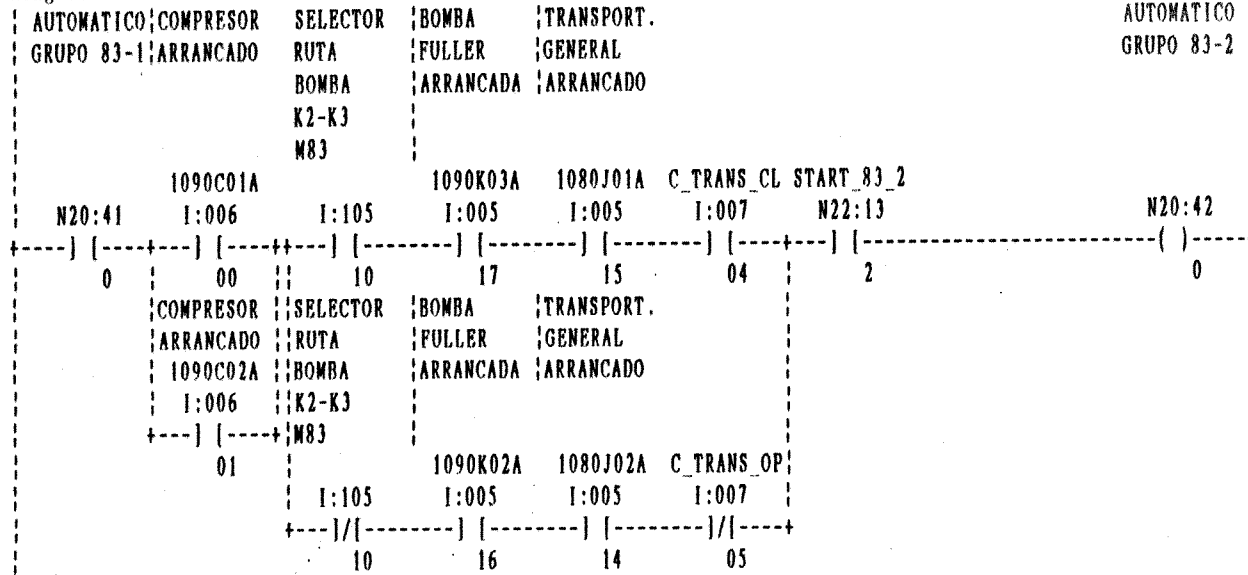 AUTOMATICO¦COMPRESOR SELECTOR ¦BOMBA ¦TRANSPORT. AUTOMATICO
GRUPO 83-1¦ARRANCADO RUTA ¦FULLER ¦GENERAL GRUPO 83-2
BOMBA ¦ARRANCADA ¦ARRANCADO
K2-K3
M83
1090C01A 1090K03A 1080J01A C_TRANS_CL START_83_2
N20:41 I:006 I:105 I:005 I:005 I:007 N22:13 N20:42
+----] [----+---] [----++---] [--------] [--------] [--------] [----+---] [---------------------------( )-----
0 00 10 17 15 04 2 0
¦COMPRESOR ¦¦SELECTOR ¦BOMBA ¦TRANSPORT.
¦ARRANCADO ¦¦RUTA ¦FULLER ¦GENERAL
¦ 1090C02A ¦¦BOMBA ¦ARRANCADA ¦ARRANCADO
¦ I:006 ¦¦K2-K3
+---] [----+¦M83
01 1090K02A 1080J02A C_TRANS_OP¦
I:105 I:005 I:005 I:007
+---]/[--------] [--------] [--------]/[----+
10 16 14 05